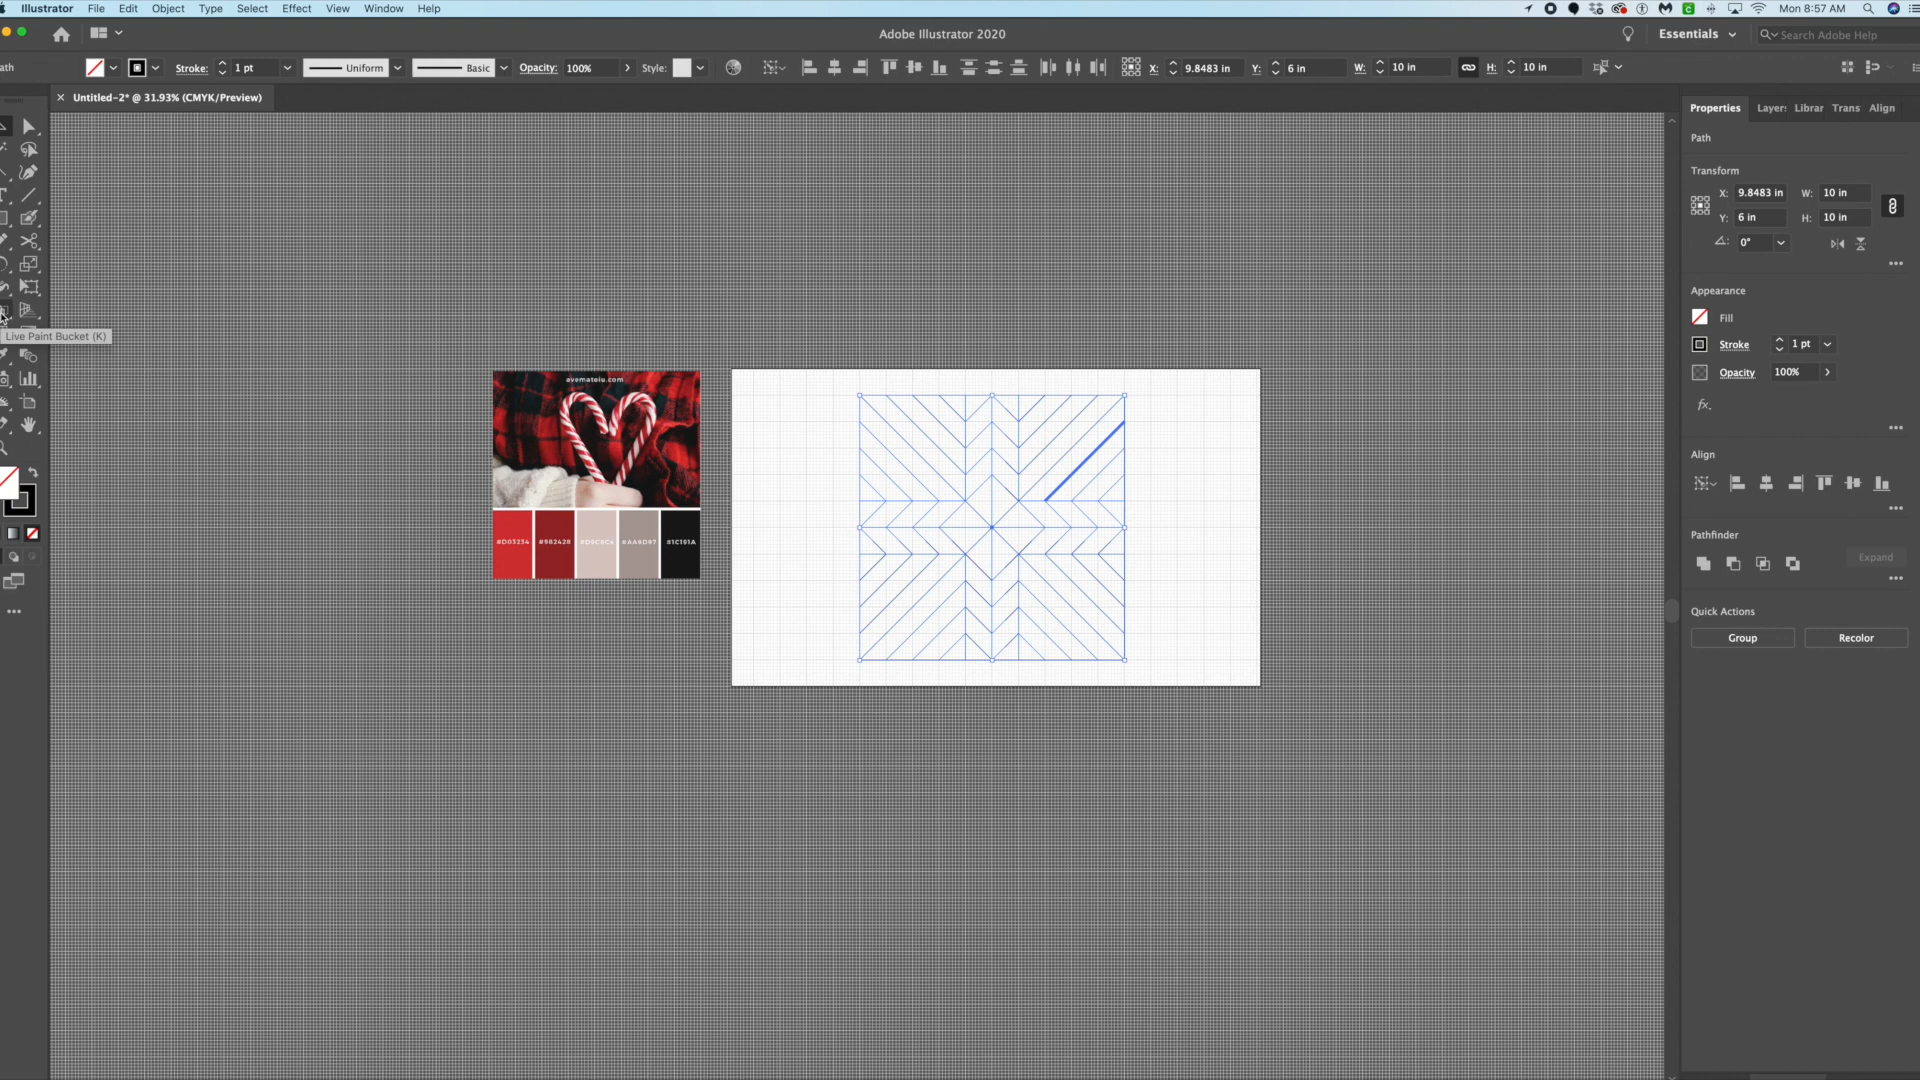 Illustrator File Edit Object Type Select Effect View Window Help
Mon 8:57 AM
Adobe Illustrator 2020
Essentials
Search Adobe Help
ath
Stroke: 1 pt Uniform Basic Opacity: 100% Style: X: 9.8483 in Y: 6 in W: 10 in H: 10 in
Untitled-2* @ 31.93% (CMYK/Preview)
Properties Layer: Librar Trans Align
Path
Transform
X: 9.8483 in W: 10 in
Y: 6 in H: 10 in
0°
Live Paint Bucket (K)
Appearance
Fill
Stroke 1 pt
Opacity 100%
fx.
Align
Pathfinder
Expand
Quick Actions
Group Recolor
avemateiu.com
#D03234 #982428 #AA9D97 #1C191A